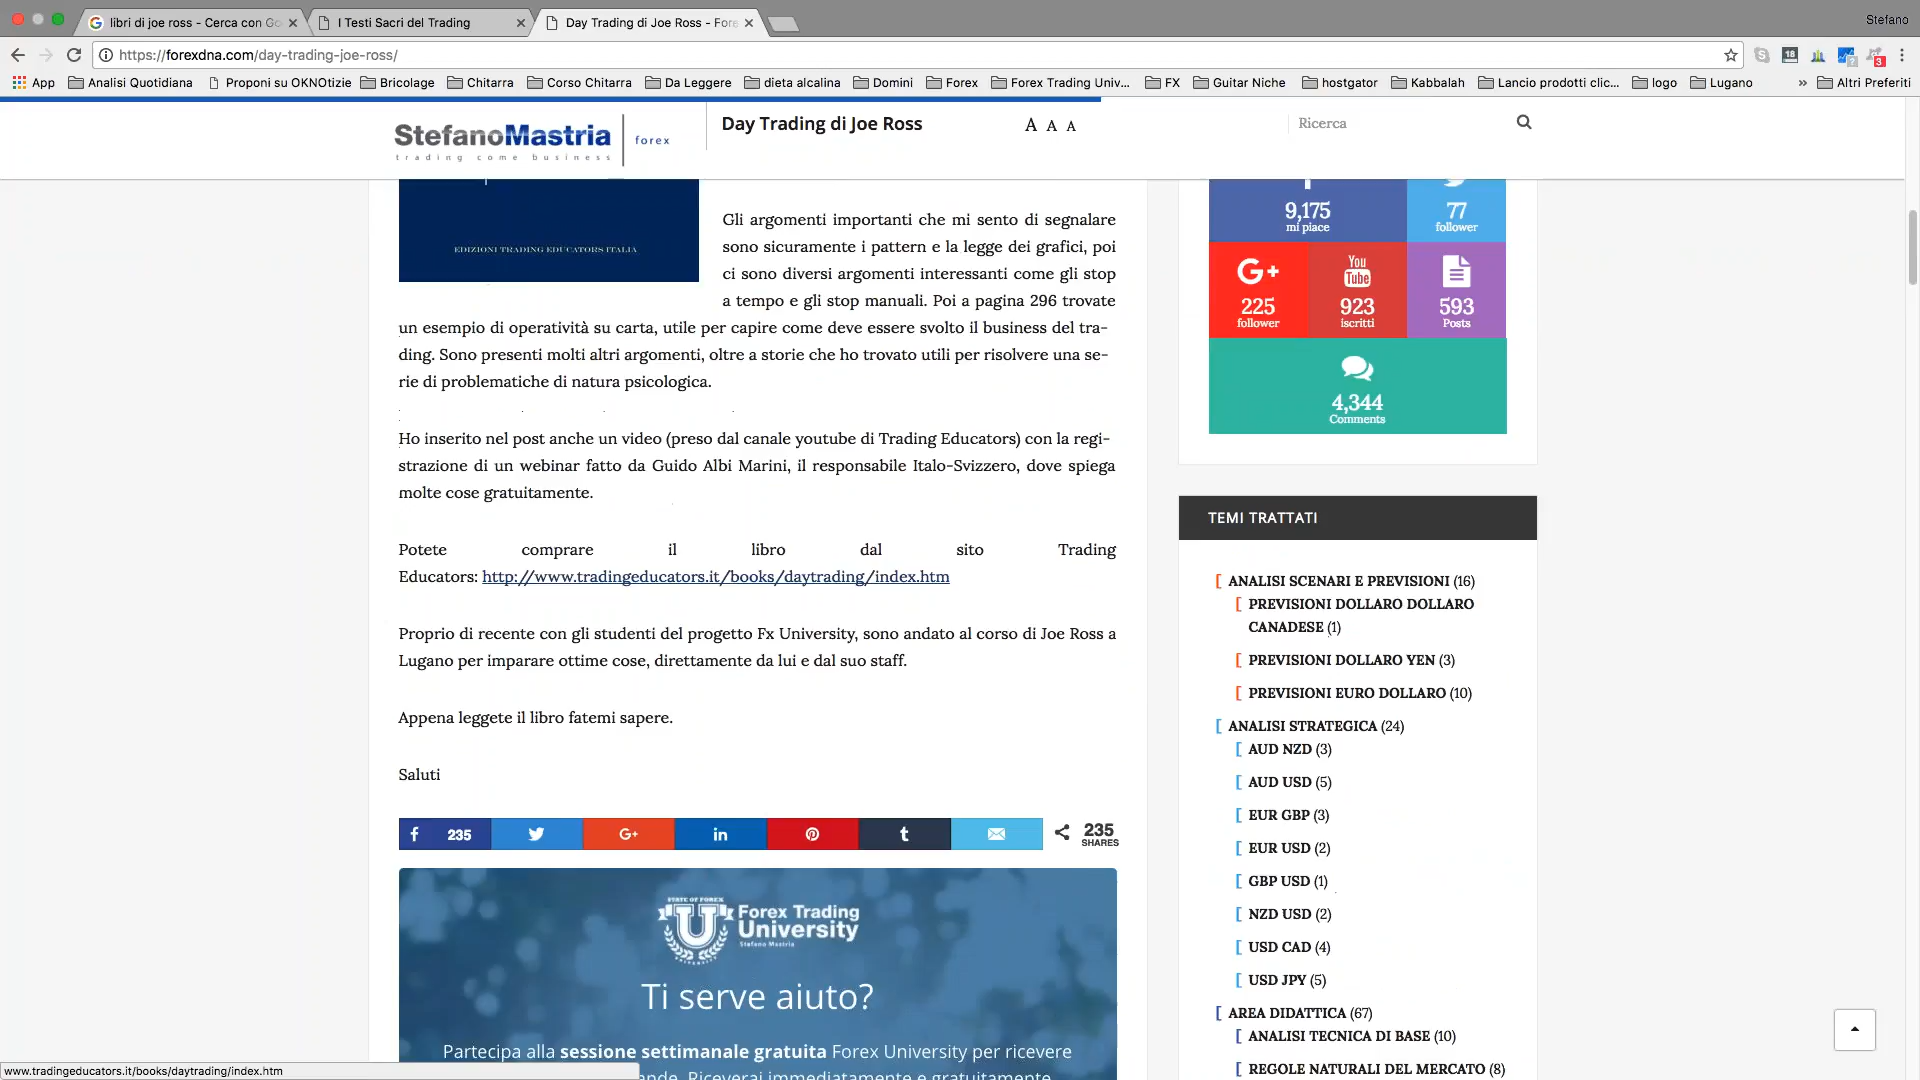 libri di joe ross - Cerca con Go
I Testi Sacri del Trading
Day Trading di Joe Ross - Fore
Stefano
https://forexdna.com/day-trading-joe-ross/
18
3
App
Analisi Quotidiana
Proponi su OKNOtizie
Bricolage
Chitarra
Corso Chitarra
Da Leggere
dieta alcalina
Domini
Forex
Forex Trading Univ...
FX
Guitar Niche
hostgator
Kabbalah
Lancio prodotti clic...
logo
Lugano
»
Altri Preferiti
StefanoMastria
trading come business
forex
Day Trading di Joe Ross
A A A
Ricerca
EDIZIONI TRADING EDUCATORS ITALIA
Gli argomenti importanti che mi sento di segnalare
sono sicuramente i pattern e la legge dei grafici, poi
ci sono diversi argomenti interessanti come gli stop
a tempo e gli stop manuali. Poi a pagina 296 trovate
un esempio di operatività su carta, utile per capire come deve essere svolto il business del tra-
ding. Sono presenti molti altri argomenti, oltre a storie che ho trovato utili per risolvere una se-
rie di problematiche di natura psicologica.
Ho inserito nel post anche un video (preso dal canale youtube di Trading Educators) con la regi-
strazione di un webinar fatto da Guido Albi Marini, il responsabile Italo-Svizzero, dove spiega
molte cose gratuitamente.
Potete comprare il libro dal sito Trading
Educators: http://www.tradingeducators.it/books/daytrading/index.htm
Proprio di recente con gli studenti del progetto Fx University, sono andato al corso di Joe Ross a
Lugano per imparare ottime cose, direttamente da lui e dal suo staff.
Appena leggete il libro fatemi sapere.
Saluti
235
235
SHARES
STATE OF FOREX
U
Forex Trading
University
Stefano Mastria
Ti serve aiuto?
Partecipa alla sessione settimanale gratuita Forex University per ricevere
9,175
mi piace
77
follower
G+
225
follower
You
Tube
923
iscritti
593
Posts
4,344
Comments
TEMI TRATTATI
ANALISI SCENARI E PREVISIONI (16)
PREVISIONI DOLLARO DOLLARO
CANADESE (1)
PREVISIONI DOLLARO YEN (3)
PREVISIONI EURO DOLLARO (10)
ANALISI STRATEGICA (24)
AUD NZD (3)
AUD USD (5)
EUR GBP (3)
EUR USD (2)
GBP USD (1)
NZD USD (2)
USD CAD (4)
USD JPY (5)
AREA DIDATTICA (67)
ANALISI TECNICA DI BASE (10)
REGOLE NATURALI DEL MERCATO (8)
www.tradingeducators.it/books/daytrading/index.htm